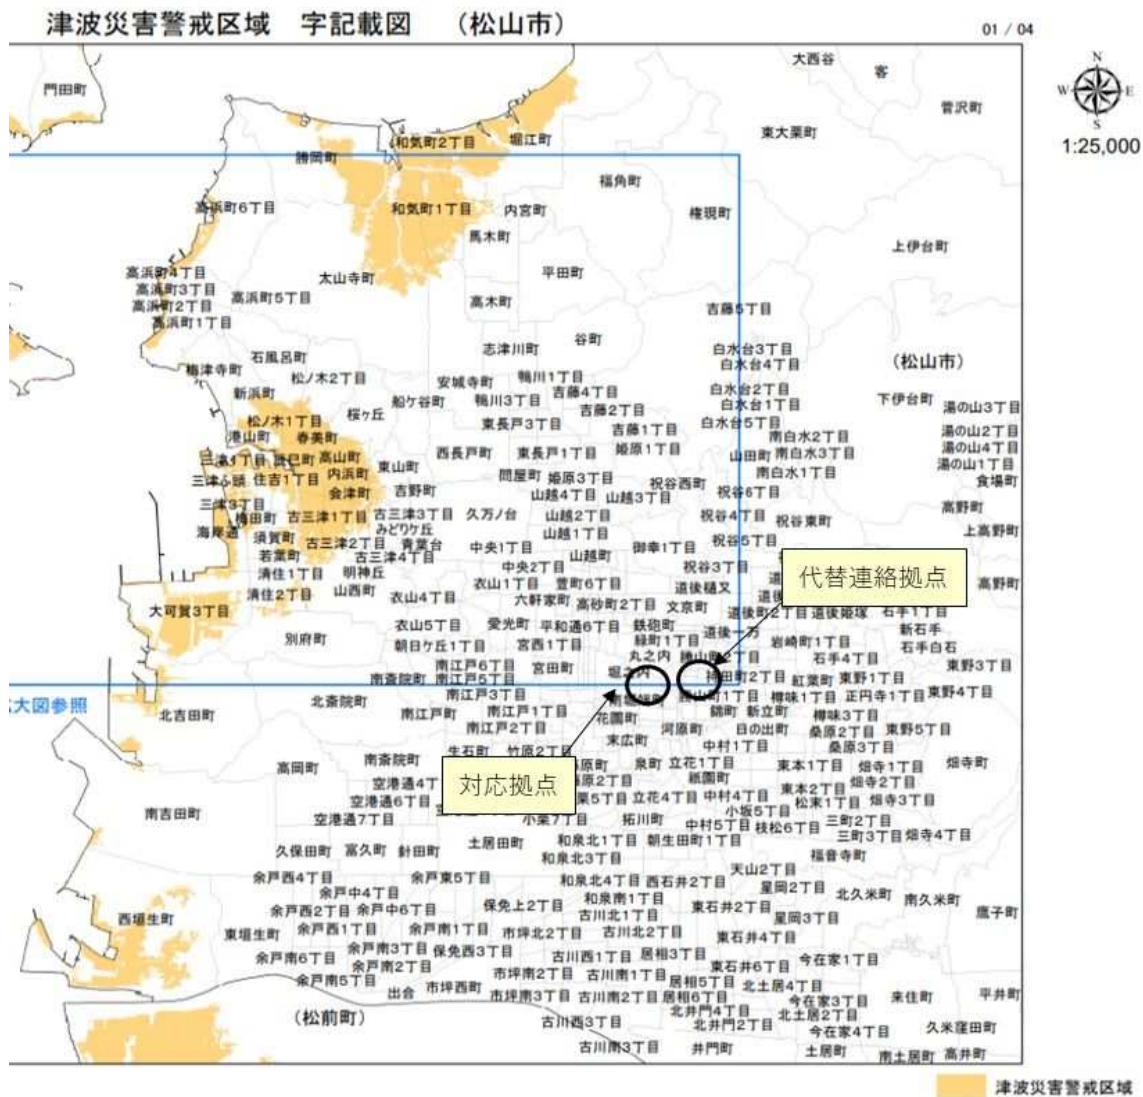 津波災害警戒区域 字記載図 (松山市)
01 / 04
N
W E
S
1:25,000
大西谷
客
門田町
菅沢町
東大栗町
和気町2丁目
堀江町
勝岡町
福角町
高浜町6丁目
和気町1丁目
内宮町
権現町
馬木町
上伊台町
高浜町4丁目
太山寺町
平田町
高浜町3丁目
高浜町5丁目
高浜町2丁目
高木町
吉藤5丁目
高浜町1丁目
谷町
志津川町
白水台3丁目
石風呂町
(松山市)
白水台4丁目
梅津寺町
松ノ木2丁目
安城寺町
鴨川1丁目
新浜町
船ケ谷町
鴨川3丁目
吉藤4丁目
白水台2丁目
下伊台町
吉藤2丁目
白水台1丁目
湯の山3丁目
松ノ木1丁目
桜ヶ丘
東長戸3丁目
吉藤1丁目
白水台5丁目
湯の山2丁目
港山町
春美町
南白水2丁目
湯の山4丁目
三津1丁目
辰巳町
高山町
東山町
西長戸町
東長戸1丁目
姫原1丁目
山田町
南白水3丁目
湯の山1丁目
三津ふ頭
住吉1丁目
内浜町
問屋町
姫原3丁目
祝谷西町
南白水1丁目
食場町
会津町
吉野町
山越4丁目
山越3丁目
祝谷6丁目
三津3丁目
高野町
梅田町
古三津1丁目
古三津3丁目
久万ノ台
山越2丁目
祝谷4丁目
祝谷東町
海岸通
須賀町
みどりケ丘
山越1丁目
上高野町
古三津2丁目
青葉台
中央1丁目
御幸1丁目
祝谷5丁目
若葉町
古三津4丁目
中央2丁目
山越町
祝谷3丁目
代替連絡拠点
清住1丁目
明神丘
衣山1丁目
萱町6丁目
道後樋又
高野町
清住2丁目
山西町
衣山4丁目
六軒家町
高砂町2丁目
文京町
大可賀3丁目
道後町2丁目
道後姫塚
石手1丁目
別府町
衣山5丁目
愛光町
平和通6丁目
鉄砲町
道後一万
新石手
朝日ケ丘1丁目
宮西1丁目
緑町1丁目
岩崎町1丁目
石手白石
丸之内
勝山町2丁目
石手4丁目
東野3丁目
南江戸6丁目
宮田町
堀之内
南斎院町
南江戸5丁目
持田町2丁目
紅葉町
東野1丁目
南江戸3丁目
樽味1丁目
正円寺1丁目
東野4丁目
大図参照
北吉田町
北斎院町
南江戸町
南江戸1丁目
花園町
錦町
新立町
樽味3丁目
南江戸2丁目
河原町
日の出町
桑原2丁目
東野5丁目
末広町
中村1丁目
桑原3丁目
生石町
竹原2丁目
高岡町
南斎院町
泉町
立花1丁目
東本1丁目
畑寺1丁目
畑寺町
対応拠点
空港通4丁
祇園町
畑寺2丁目
空港通6丁目
立花4丁目
中村4丁目
東本2丁目
南吉田町
松末1丁目
畑寺3丁目
空港通7丁目
小栗7丁目
拓川町
小坂5丁目
三町2丁目
中村5丁目
枝松6丁目
三町3丁目
畑寺4丁目
久保田町
富久町
針田町
土居田町
和泉北1丁目
朝生田町1丁目
和泉北3丁目
福音寺町
天山2丁目
余戸西4丁目
余戸東5丁目
和泉北4丁目
西石井2丁目
星岡2丁目
余戸中4丁目
北久米町
南久米町
和泉南1丁目
西垣生町
余戸西2丁目
余戸中6丁目
保免上2丁目
古川北1丁目
東石井2丁目
星岡3丁目
鷹子町
東垣生町
余戸西1丁目
余戸南1丁目
市坪北2丁目
古川北2丁目
東石井4丁目
余戸南3丁目
保免西3丁目
余戸南6丁目
古川西1丁目
居相3丁目
今在家1丁目
余戸南2丁目
東石井6丁目
余戸南5丁目
市坪南2丁目
古川南1丁目
居相5丁目
北土居4丁目
出合
市坪西町
市坪南3丁目
古川南2丁目
居相6丁目
今在家3丁目
来住町
平井町
北井門4丁目
北土居2丁目
(松前町)
古川西3丁目
北井門2丁目
今在家4丁目
久米窪田町
古川南3丁目
井門町
土居町
南土居町
高井町
津波災害警戒区域